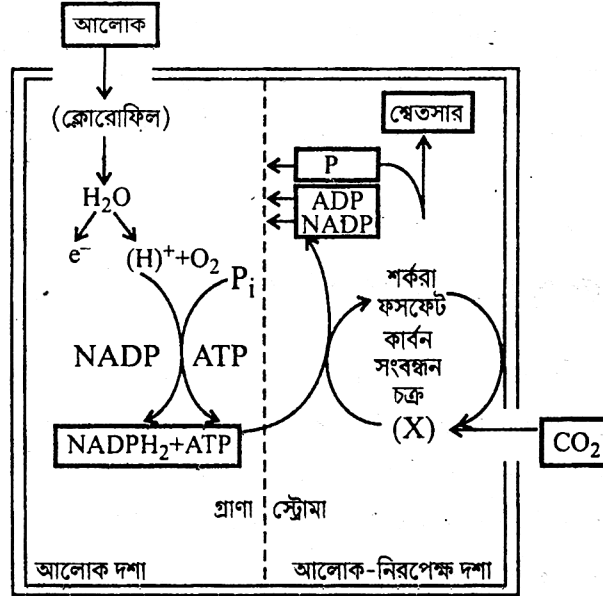 আলোক
(ক্লোরোফিল)
H₂O
e⁻
(H)⁺+O₂
Pᵢ
NADP
ATP
NADPH₂+ATP
শ্বেতসার
P
ADP
NADP
শর্করা
ফসফেট
কার্বন
সংবন্ধন
চক্র
(X)
CO₂
গ্রাণা
স্ট্রোমা
আলোক দশা
আলোক-নিরপেক্ষ দশা